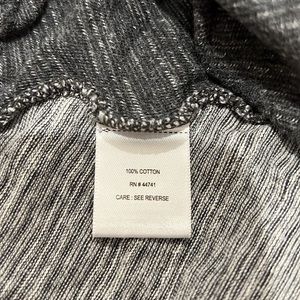 100% COTTON
RN # 44741
CARE : SEE REVERSE